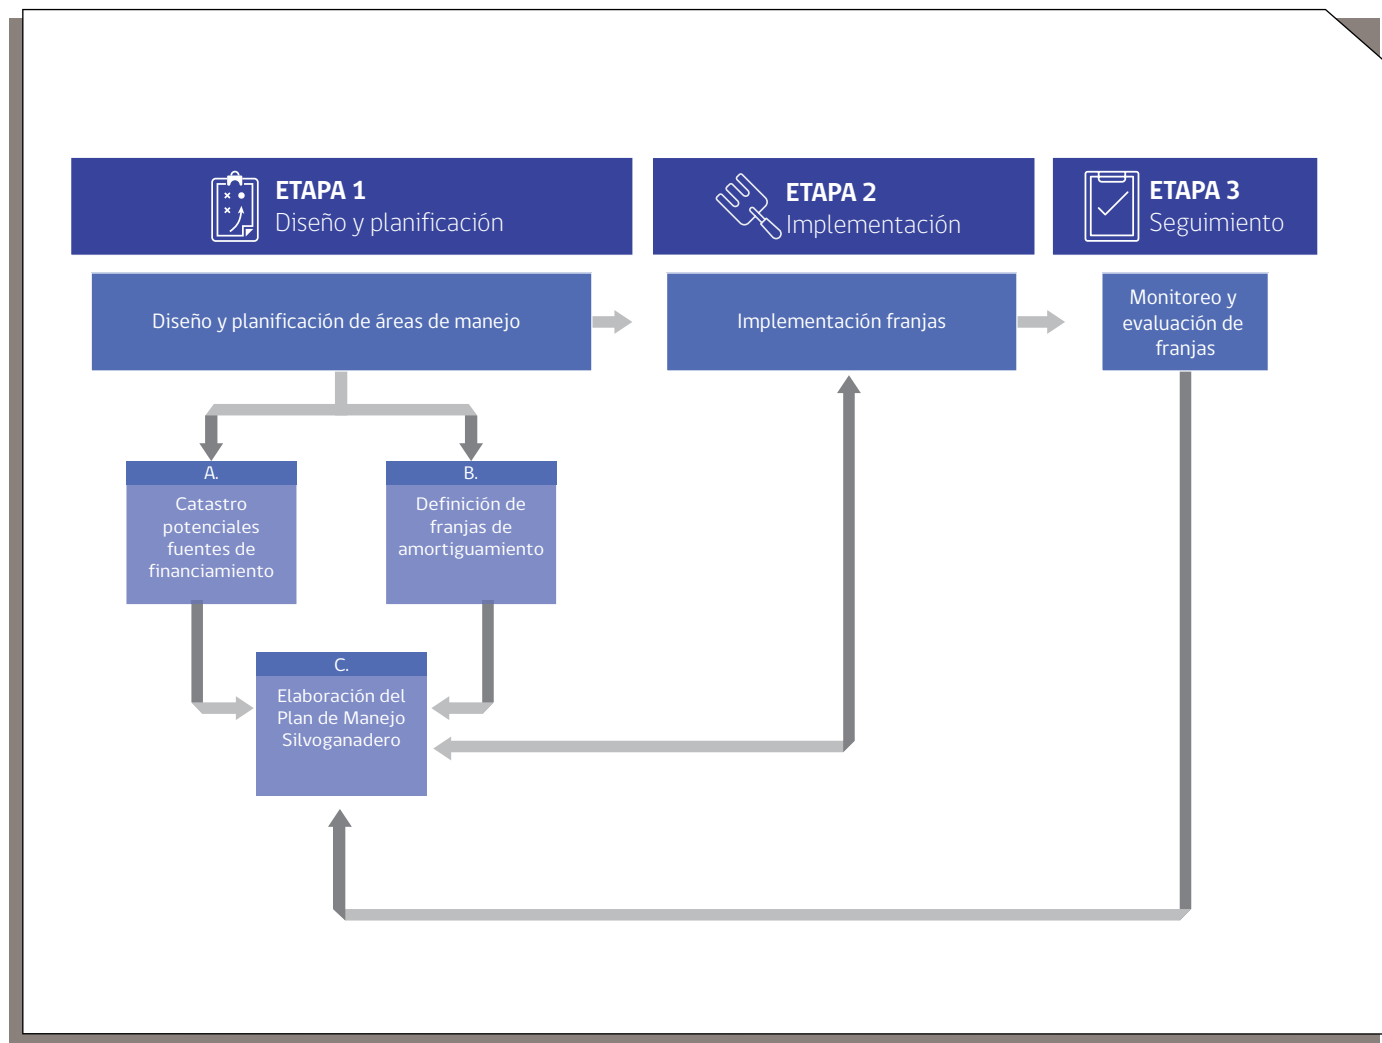 ETAPA 1
Diseño y planificación
ETAPA 2
Implementación
ETAPA 3
Seguimiento
Diseño y planificación de áreas de manejo
Implementación franjas
Monitoreo y
evaluación de
franjas
A.
Catastro
potenciales
fuentes de
financiamiento
B.
Definición de
franjas de
amortiguamiento
C.
Elaboración del
Plan de Manejo
Silvoganadero